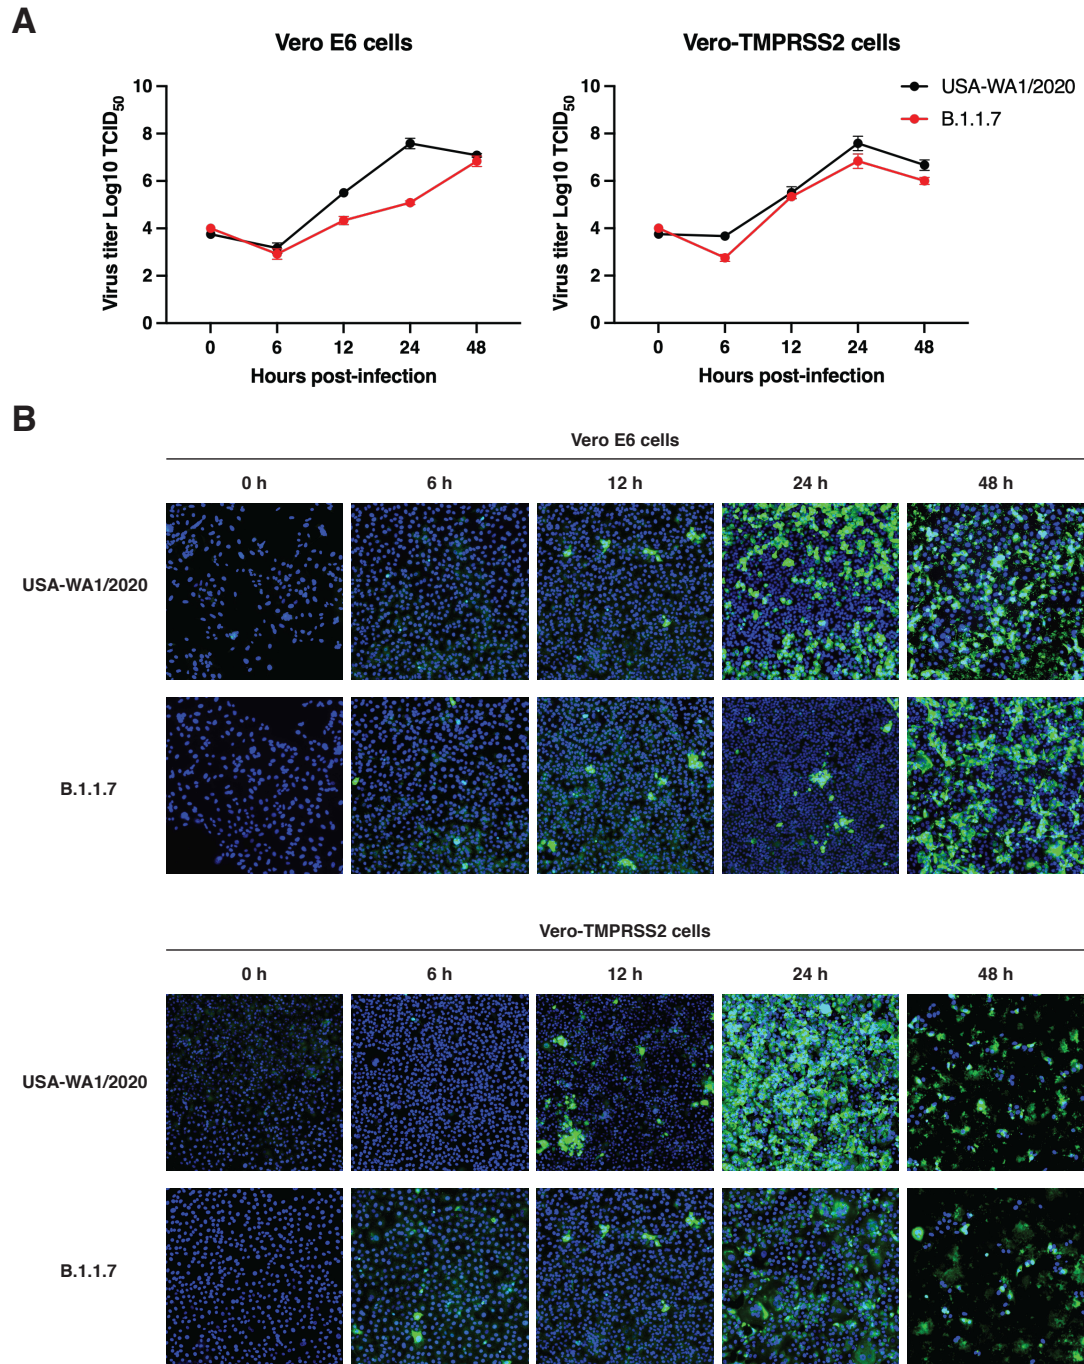 A
Vero E6 cells
Vero-TMPRSS2 cells
Virus titer Log10 TCID50
10
8
6
4
2
0
0 6 12 24 48
Hours post-infection
Virus titer Log10 TCID50
10
8
6
4
2
0
0 6 12 24 48
Hours post-infection
USA-WA1/2020
B.1.1.7
B
Vero E6 cells
0 h 6 h 12 h 24 h 48 h
USA-WA1/2020
B.1.1.7
Vero-TMPRSS2 cells
0 h 6 h 12 h 24 h 48 h
USA-WA1/2020
B.1.1.7